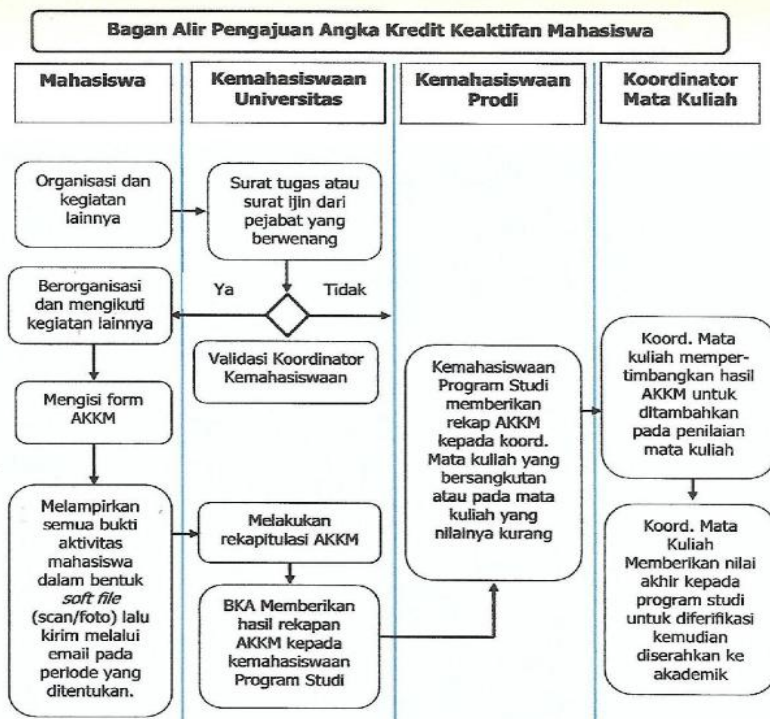 Bagan Alir Pengajuan Angka Kredit Keaktifan Mahasiswa
Mahasiswa
Kemahasiswaan
Universitas
Kemahasiswaan
Prodi
Koordinator
Mata Kuliah
Organisasi dan
kegiatan
lainnya
Surat tugas atau
surat ijin dari
pejabat yang
berwenang
Berorganisasi
dan mengikuti
kegiatan lainnya
Ya
Tidak
Validasi Koordinator
Kemahasiswaan
Mengisi form
AKKM
Melampirkan
semua bukti
aktivitas
mahasiswa
dalam bentuk
soft file
(scan/foto) lalu
kirim melalui
email pada
periode yang
ditentukan.
Melakukan
rekapitulasi AKKM
BKA Memberikan
hasil rekapan
AKKM kepada
kemahasiswaan
Program Studi
Kemahasiswaan
Program Studi
memberikan
rekap AKKM
kepada koord.
Mata kuliah yang
bersangkutan
atau pada mata
kuliah yang
nilainya kurang
Koord. Mata
kuliah memper-
timbangkan hasil
AKKM untuk
ditambahkan
pada penilaian
mata kuliah
Koord. Mata
Kuliah
Memberikan nilai
akhir kepada
program studi
untuk diferifikasi
kemudian
diserahkan ke
akademik